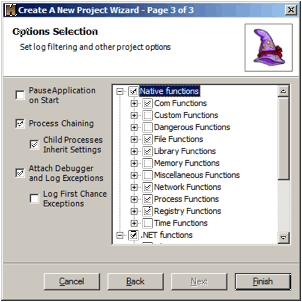 Create A New Project Wizard - Page 3 of 3
Options Selection
Set log filtering and other project options
Pause Application
on Start
Process Chaining
Child Processes
Inherit Settings
Attach Debugger
and Log Exceptions
Log First Chance
Exceptions
Native functions
Com Functions
Custom Functions
Dangerous Functions
File Functions
Library Functions
Memory Functions
Miscellaneous Functions
Network Functions
Process Functions
Registry Functions
Time Functions
.NET functions
Cancel
Back
Next
Finish